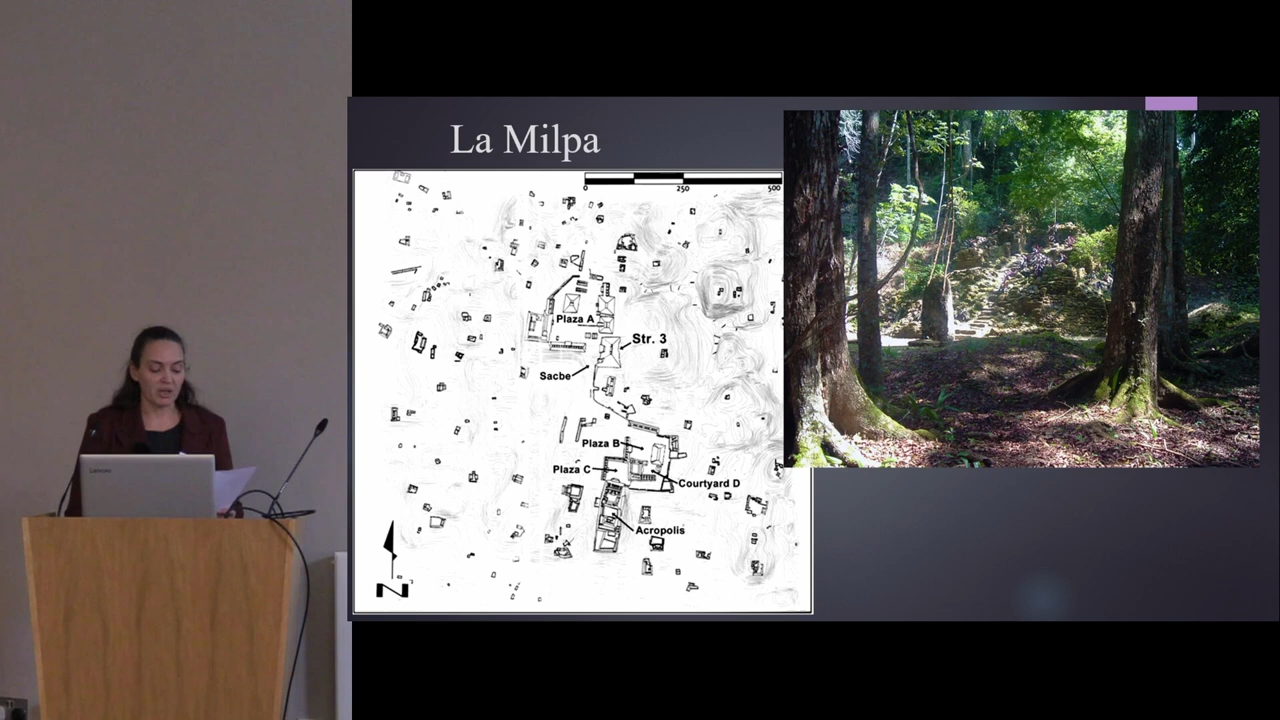 La Milpa
0
250
500
Plaza A
Str. 3
Sacbe
Plaza B
Plaza C
Courtyard D
Acropolis
N
Lenovo